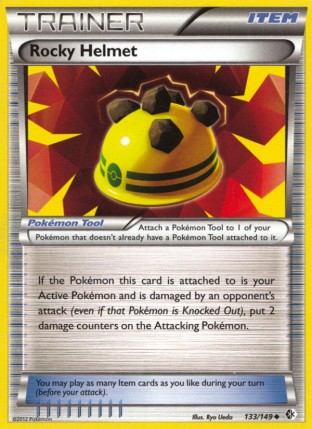 TRAINER ITEM
Rocky Helmet
Pokémon Tool
Attach a Pokémon Tool to 1 of your
Pokémon that doesn't already have a Pokémon Tool attached to it.
If the Pokémon this card is attached to is your
Active Pokémon and is damaged by an opponent's
attack (even if that Pokémon is Knocked Out), put 2
damage counters on the Attacking Pokémon.
You may play as many Item cards as you like during your turn
(before your attack).
©2012 Pokémon Illus. Ryo Ueda 133/149